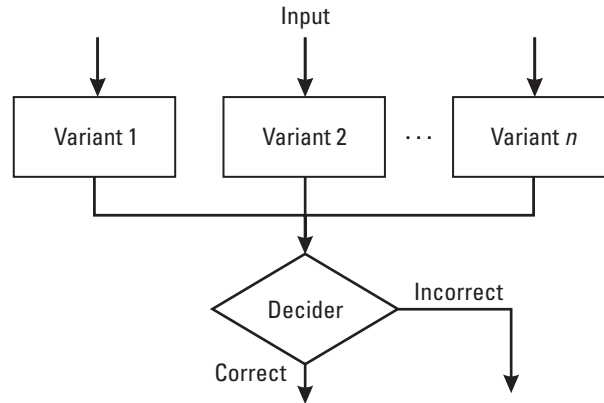 Input
Variant 1
Variant 2
...
Variant n
Decider
Incorrect
Correct